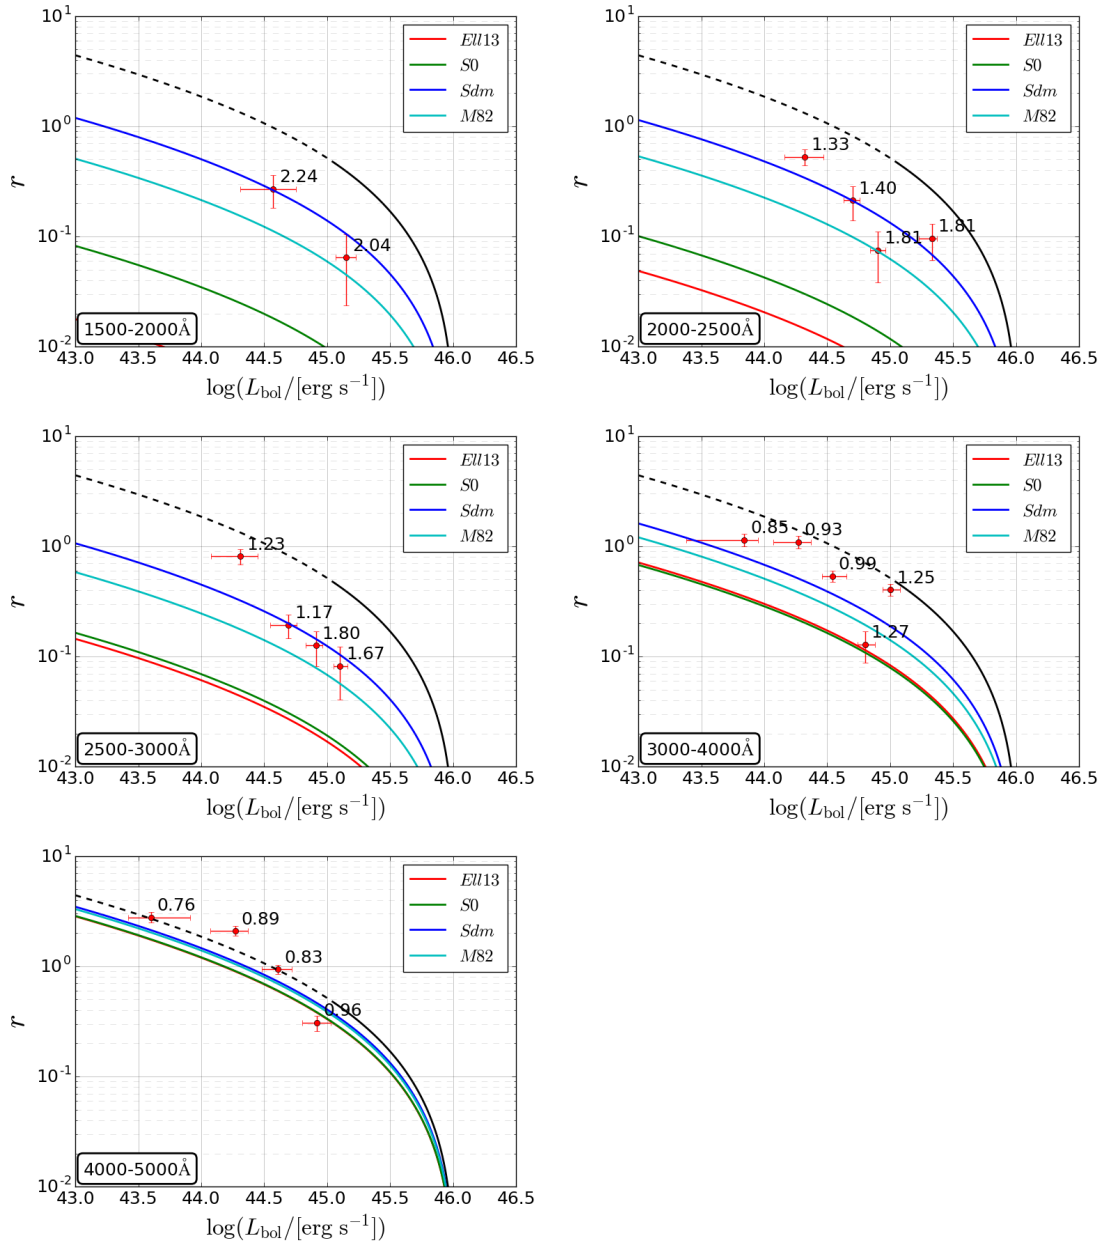 10^1
10^0
10^-1
10^-2
r
Ell13
S0
Sdm
M82
2.24
2.04
1500-2000Å
43.0 43.5 44.0 44.5 45.0 45.5 46.0 46.5
log(L_bol/[erg s^-1])
10^1
10^0
10^-1
10^-2
r
Ell13
S0
Sdm
M82
1.33
1.40
1.81 1.81
2000-2500Å
43.0 43.5 44.0 44.5 45.0 45.5 46.0 46.5
log(L_bol/[erg s^-1])
10^1
10^0
10^-1
10^-2
r
Ell13
S0
Sdm
M82
1.23
1.17
1.80
1.67
2500-3000Å
43.0 43.5 44.0 44.5 45.0 45.5 46.0 46.5
log(L_bol/[erg s^-1])
10^1
10^0
10^-1
10^-2
r
Ell13
S0
Sdm
M82
0.85 0.93
0.99
1.25
1.27
3000-4000Å
43.0 43.5 44.0 44.5 45.0 45.5 46.0 46.5
log(L_bol/[erg s^-1])
10^1
10^0
10^-1
10^-2
r
Ell13
S0
Sdm
M82
0.76
0.89
0.83
0.96
4000-5000Å
43.0 43.5 44.0 44.5 45.0 45.5 46.0 46.5
log(L_bol/[erg s^-1])